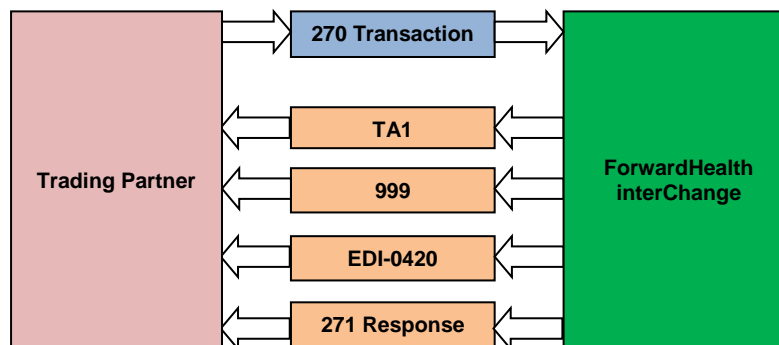 270 Transaction
TA1
Trading Partner
999
ForwardHealth
interChange
EDI-0420
271 Response